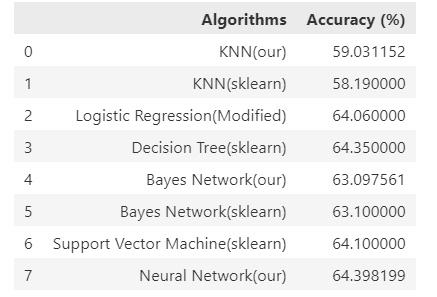 Algorithms Accuracy (%)
0 KNN(our) 59.031152
1 KNN(sklearn) 58.190000
2 Logistic Regression(Modified) 64.060000
3 Decision Tree(sklearn) 64.350000
4 Bayes Network(our) 63.097561
5 Bayes Network(sklearn) 63.100000
6 Support Vector Machine(sklearn) 64.100000
7 Neural Network(our) 64.398199